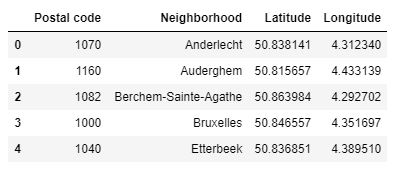 Postal code Neighborhood Latitude Longitude
0 1070 Anderlecht 50.838141 4.312340
1 1160 Auderghem 50.815657 4.433139
2 1082 Berchem-Sainte-Agathe 50.863984 4.292702
3 1000 Bruxelles 50.846557 4.351697
4 1040 Etterbeek 50.836851 4.389510